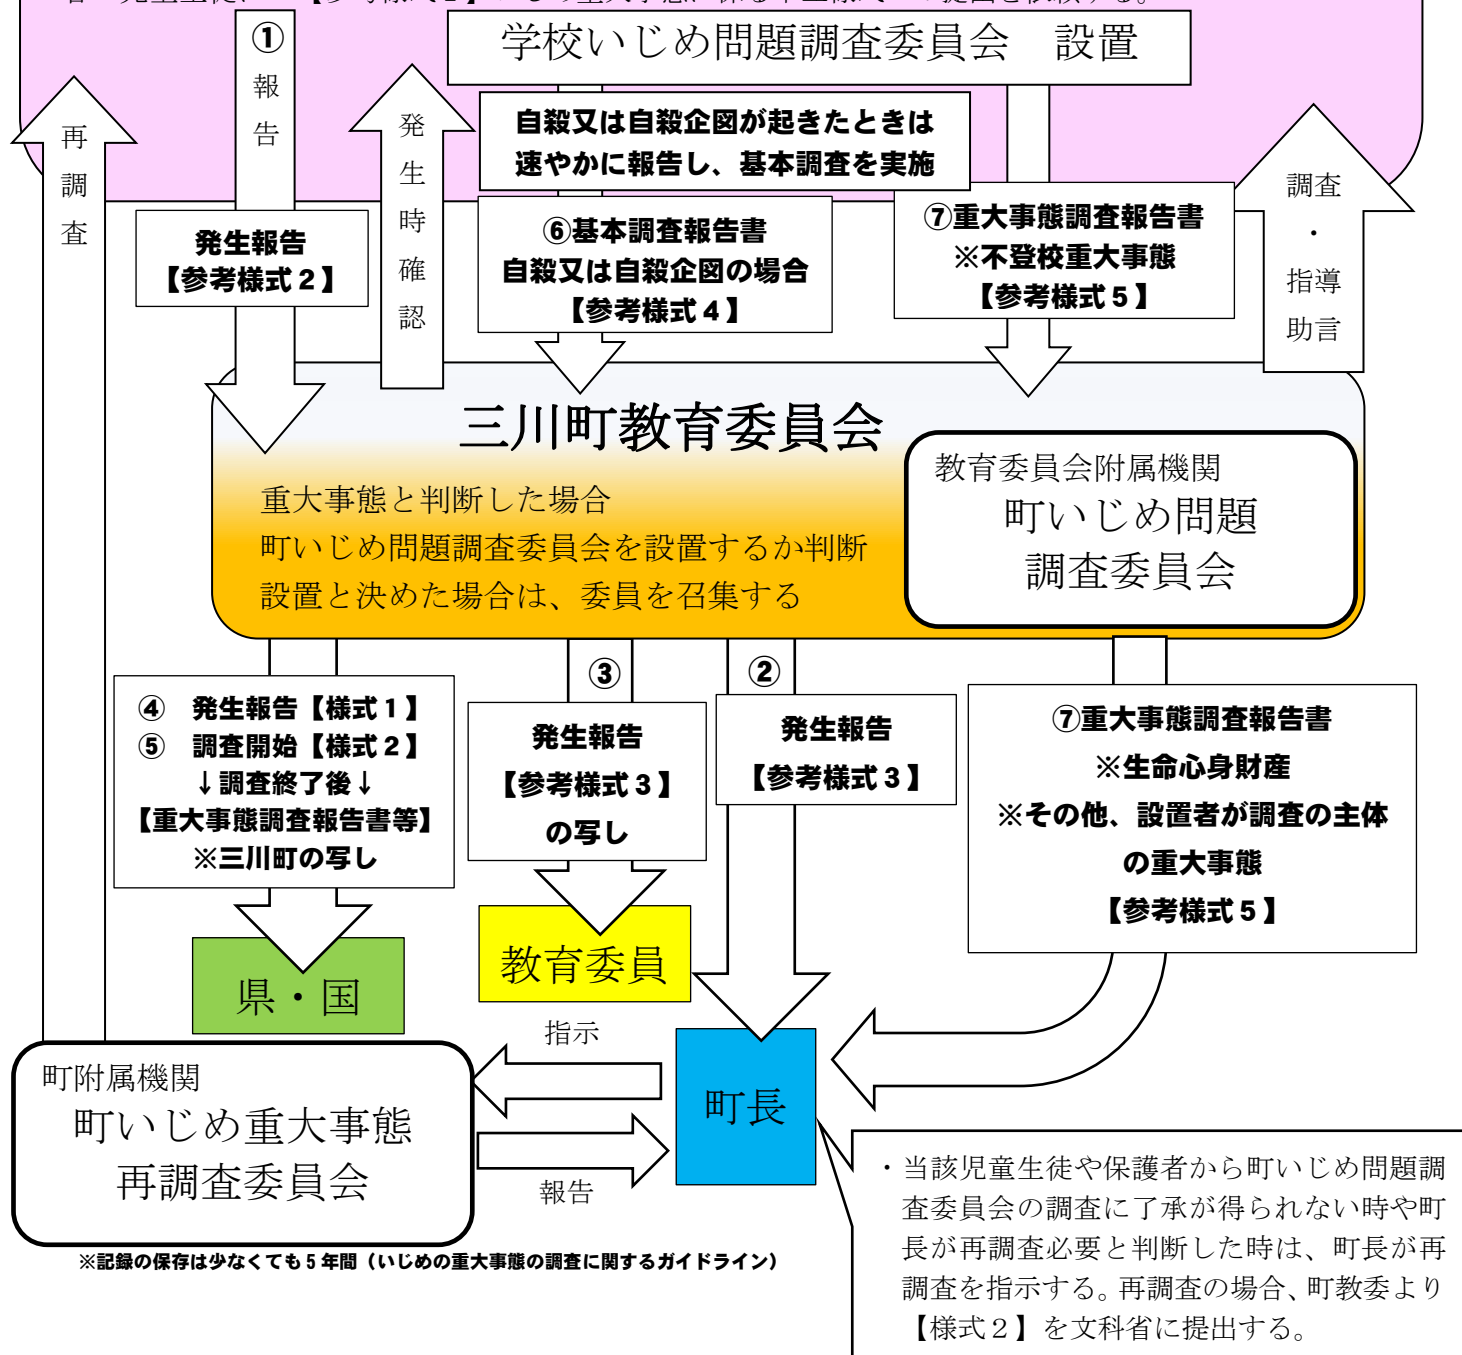 ①
報告
学校いじめ問題調査委員会　設置
再調査
発生時確認
自殺又は自殺企図が起きたときは
速やかに報告し、基本調査を実施
調査
・
指導
助言
発生報告
【参考様式２】
⑥基本調査報告書
自殺又は自殺企図の場合
【参考様式４】
⑦重大事態調査報告書
※不登校重大事態
【参考様式５】
三川町教育委員会
重大事態と判断した場合
町いじめ問題調査委員会を設置するか判断
設置と決めた場合は、委員を召集する
教育委員会附属機関
町いじめ問題
調査委員会
④　発生報告【様式１】
⑤　調査開始【様式２】
↓調査終了後↓
【重大事態調査報告書等】
※三川町の写し
③
発生報告
【参考様式３】
の写し
②
発生報告
【参考様式３】
⑦重大事態調査報告書
※生命心身財産
※その他、設置者が調査の主体
の重大事態
【参考様式５】
県・国
教育委員
町長
指示
報告
町附属機関
町いじめ重大事態
再調査委員会
・当該児童生徒や保護者から町いじめ問題調
査委員会の調査に了承が得られない時や町
長が再調査必要と判断した時は、町長が再
調査を指示する。再調査の場合、町教委より
【様式２】を文科省に提出する。
※記録の保存は少なくても５年間（いじめの重大事態の調査に関するガイドライン）